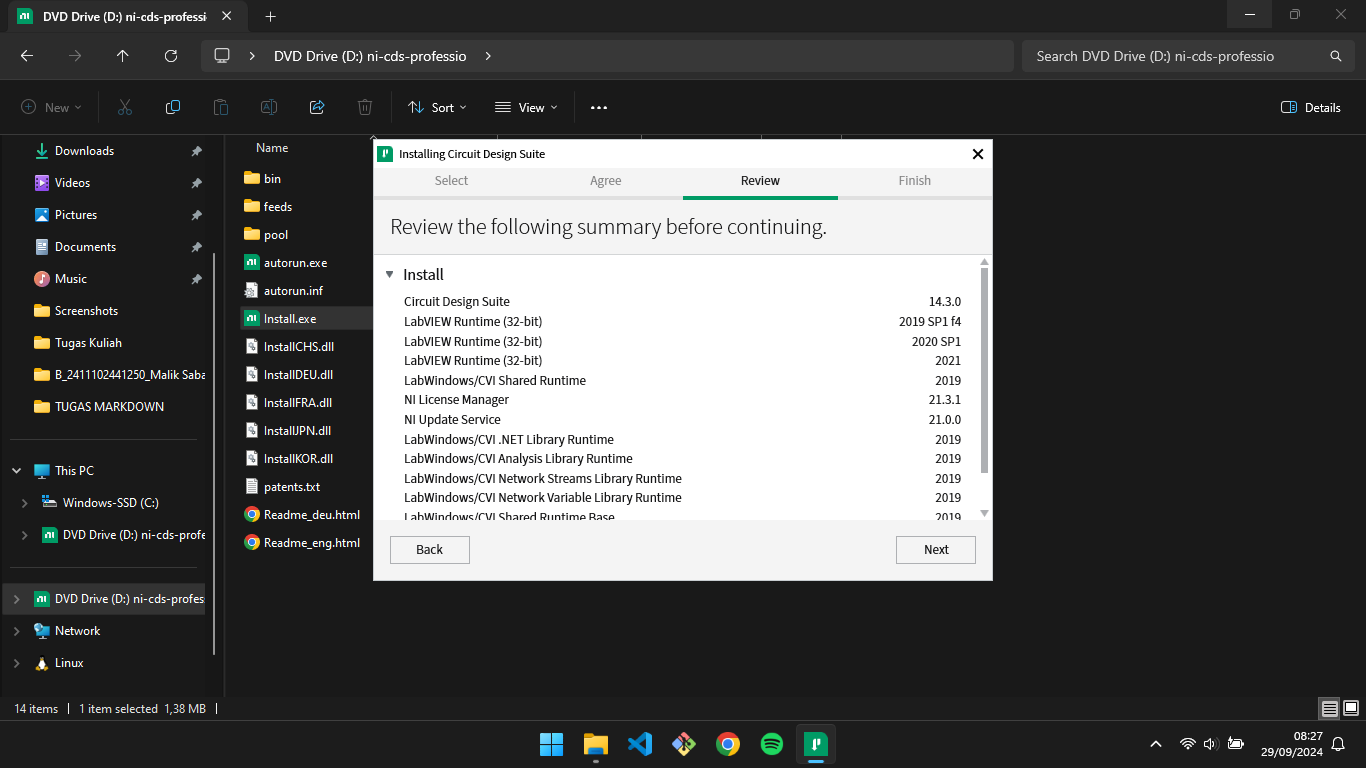 DVD Drive (D:) ni-cds-professi
DVD Drive (D:) ni-cds-professio
Search DVD Drive (D:) ni-cds-professio
New
Sort
View
Details
Downloads
Videos
Pictures
Documents
Music
Screenshots
Tugas Kuliah
B_2411102441250_Malik Saba
TUGAS MARKDOWN
This PC
Windows-SSD (C:)
DVD Drive (D:) ni-cds-profe
DVD Drive (D:) ni-cds-profes
Network
Linux
Name
bin
feeds
pool
autorun.exe
autorun.inf
Install.exe
InstallCHS.dll
InstallDEU.dll
InstallFRA.dll
InstallJPN.dll
InstallKOR.dll
patents.txt
Readme_deu.html
Readme_eng.html
Installing Circuit Design Suite
Select Agree Review Finish
Review the following summary before continuing.
Install
Circuit Design Suite 14.3.0
LabVIEW Runtime (32-bit) 2019 SP1 f4
LabVIEW Runtime (32-bit) 2020 SP1
LabVIEW Runtime (32-bit) 2021
LabWindows/CVI Shared Runtime 2019
NI License Manager 21.3.1
NI Update Service 21.0.0
LabWindows/CVI .NET Library Runtime 2019
LabWindows/CVI Analysis Library Runtime 2019
LabWindows/CVI Network Streams Library Runtime 2019
LabWindows/CVI Network Variable Library Runtime 2019
LabWindows/CVI Shared Runtime Base 2019
Back Next
14 items 1 item selected 1,38 MB
08:27
29/09/2024